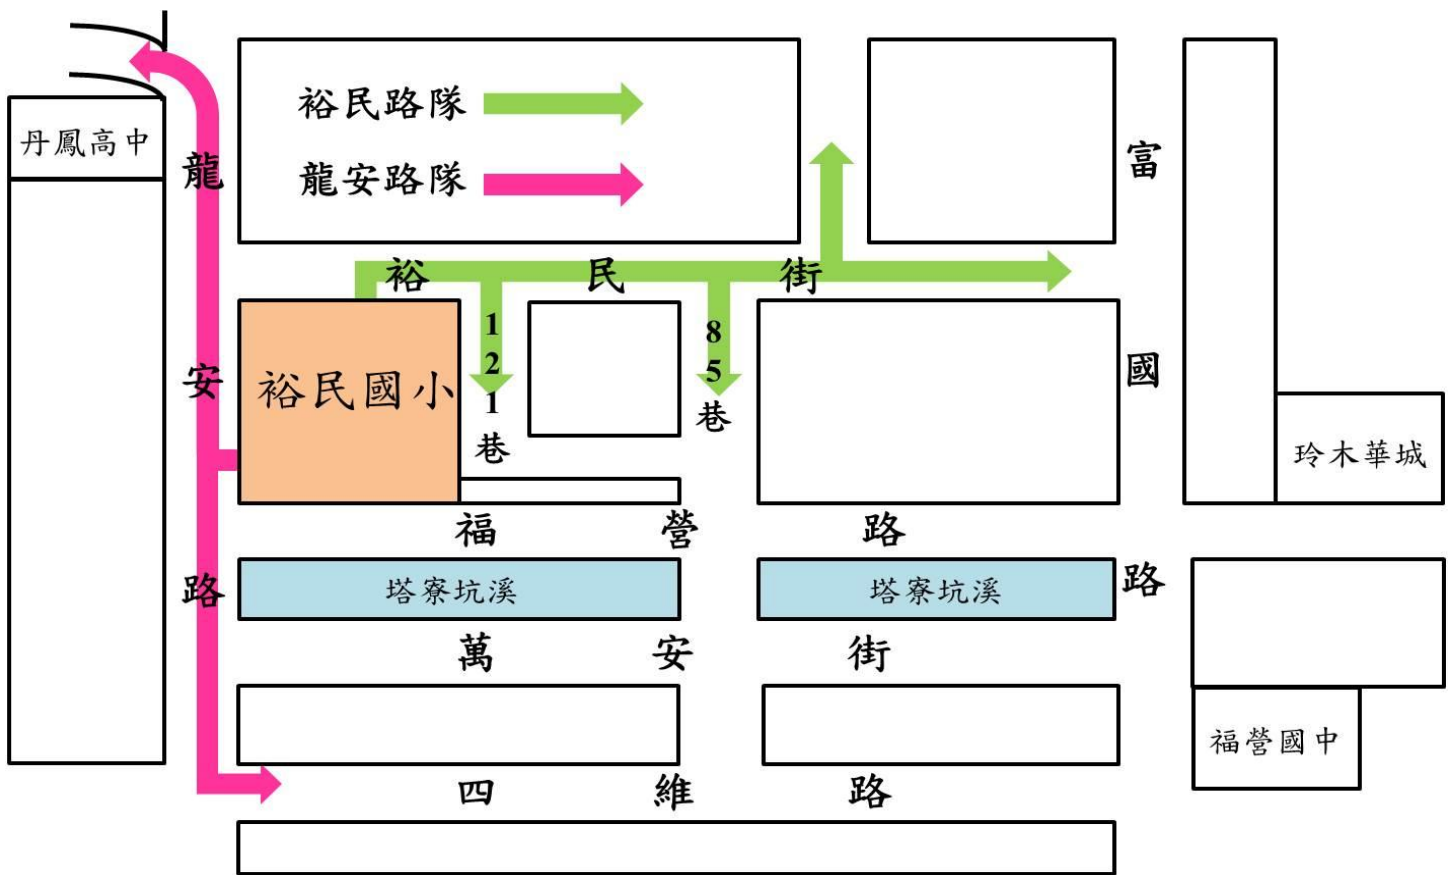 裕民路隊
龍安路隊
丹鳳高中
龍安路
富國路
裕民街
121巷
85巷
裕民國小
玲木華城
福營路
塔寮坑溪
塔寮坑溪
萬安街
福營國中
四維路